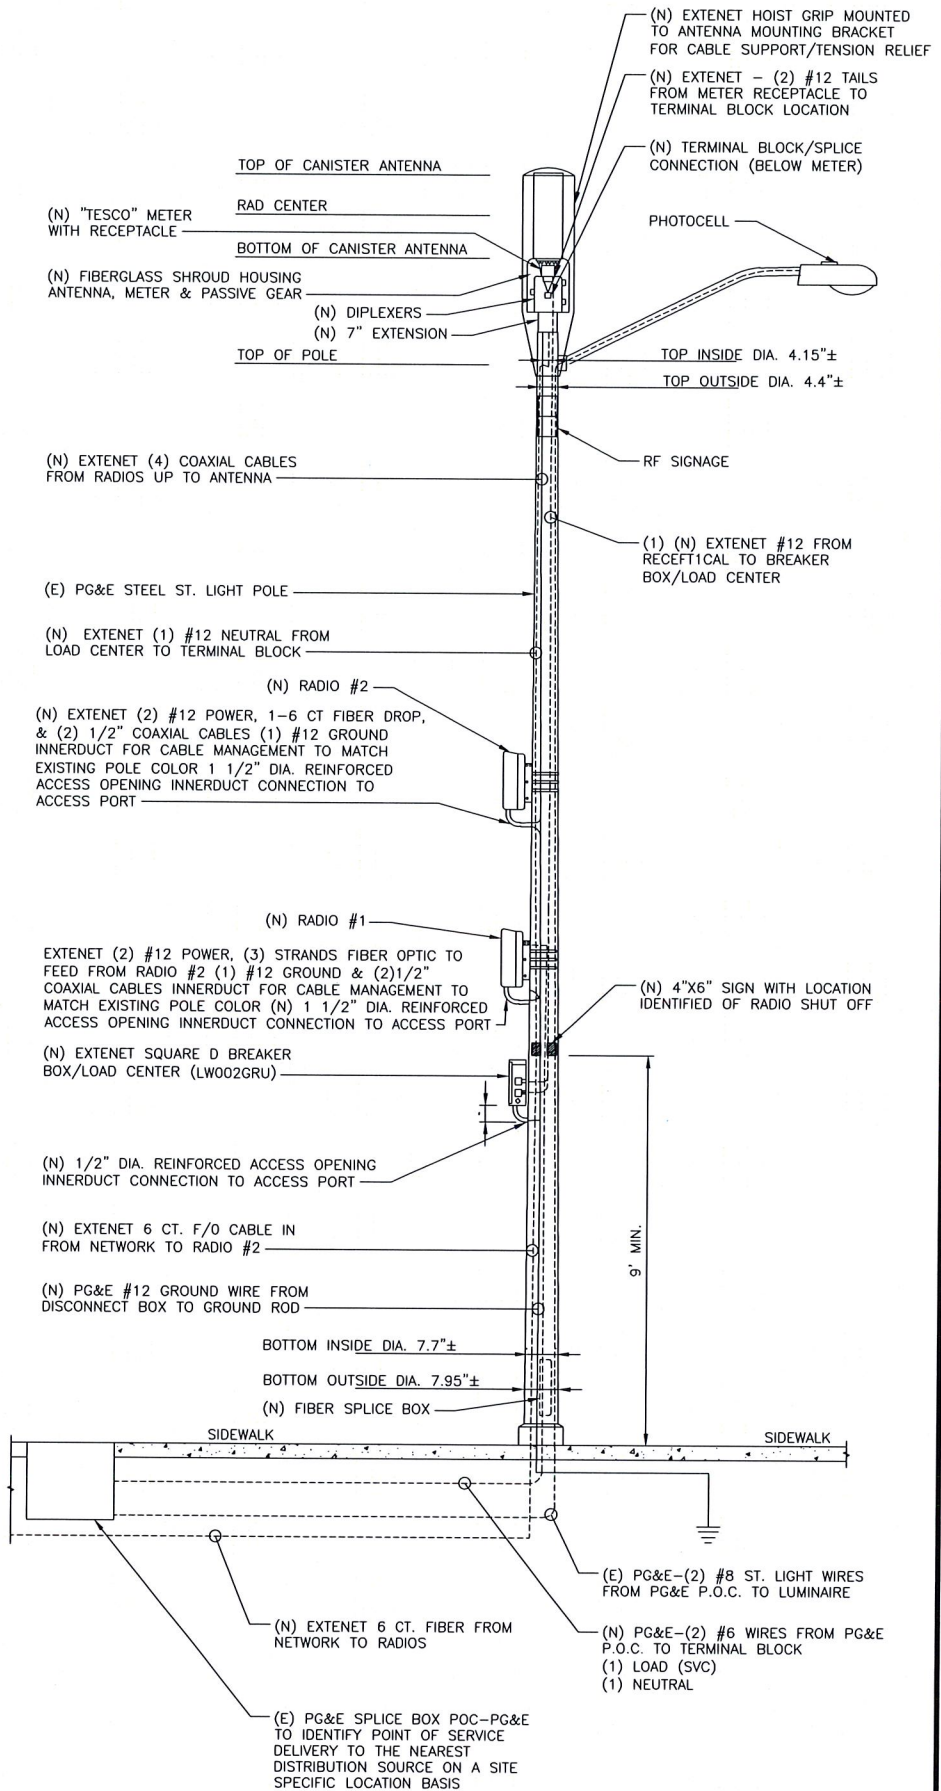 (N) EXTENET HOIST GRIP MOUNTED
TO ANTENNA MOUNTING BRACKET
FOR CABLE SUPPORT/TENSION RELIEF
(N) EXTENET – (2) #12 TAILS
FROM METER RECEPTACLE TO
TERMINAL BLOCK LOCATION
(N) TERMINAL BLOCK/SPLICE
CONNECTION (BELOW METER)
TOP OF CANISTER ANTENNA
RAD CENTER
(N) "TESCO" METER
WITH RECEPTACLE
PHOTOCELL
BOTTOM OF CANISTER ANTENNA
(N) FIBERGLASS SHROUD HOUSING
ANTENNA, METER & PASSIVE GEAR
(N) DIPLEXERS
(N) 7" EXTENSION
TOP OF POLE
TOP INSIDE DIA. 4.15"±
TOP OUTSIDE DIA. 4.4"±
(N) EXTENET (4) COAXIAL CABLES
FROM RADIOS UP TO ANTENNA
RF SIGNAGE
(1) (N) EXTENET #12 FROM
RECEFT1CAL TO BREAKER
BOX/LOAD CENTER
(E) PG&E STEEL ST. LIGHT POLE
(N) EXTENET (1) #12 NEUTRAL FROM
LOAD CENTER TO TERMINAL BLOCK
(N) RADIO #2
(N) EXTENET (2) #12 POWER, 1–6 CT FIBER DROP,
& (2) 1/2" COAXIAL CABLES (1) #12 GROUND
INNERDUCT FOR CABLE MANAGEMENT TO MATCH
EXISTING POLE COLOR 1 1/2" DIA. REINFORCED
ACCESS OPENING INNERDUCT CONNECTION TO
ACCESS PORT
(N) RADIO #1
EXTENET (2) #12 POWER, (3) STRANDS FIBER OPTIC TO
FEED FROM RADIO #2 (1) #12 GROUND & (2)1/2"
COAXIAL CABLES INNERDUCT FOR CABLE MANAGEMENT TO
MATCH EXISTING POLE COLOR (N) 1 1/2" DIA. REINFORCED
ACCESS OPENING INNERDUCT CONNECTION TO ACCESS PORT
(N) 4"X6" SIGN WITH LOCATION
IDENTIFIED OF RADIO SHUT OFF
(N) EXTENET SQUARE D BREAKER
BOX/LOAD CENTER (LW002GRU)
(N) 1/2" DIA. REINFORCED ACCESS OPENING
INNERDUCT CONNECTION TO ACCESS PORT
(N) EXTENET 6 CT. F/O CABLE IN
FROM NETWORK TO RADIO #2
9' MIN.
(N) PG&E #12 GROUND WIRE FROM
DISCONNECT BOX TO GROUND ROD
BOTTOM INSIDE DIA. 7.7"±
BOTTOM OUTSIDE DIA. 7.95"±
(N) FIBER SPLICE BOX
SIDEWALK
SIDEWALK
(E) PG&E–(2) #8 ST. LIGHT WIRES
FROM PG&E P.O.C. TO LUMINAIRE
(N) EXTENET 6 CT. FIBER FROM
NETWORK TO RADIOS
(N) PG&E–(2) #6 WIRES FROM PG&E
P.O.C. TO TERMINAL BLOCK
(1) LOAD (SVC)
(1) NEUTRAL
(E) PG&E SPLICE BOX POC–PG&E
TO IDENTIFY POINT OF SERVICE
DELIVERY TO THE NEAREST
DISTRIBUTION SOURCE ON A SITE
SPECIFIC LOCATION BASIS